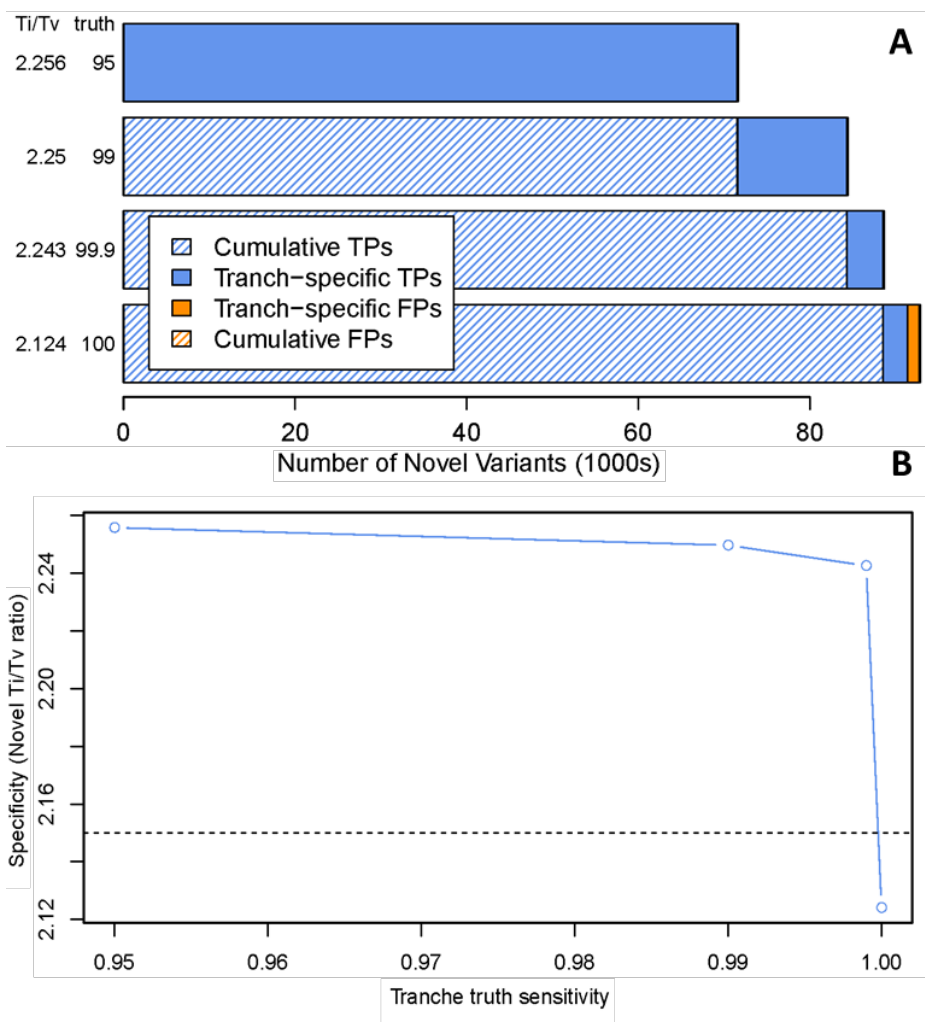 Ti/Tv truth
A
2.256 95
2.25 99
2.243 99.9
2.124 100
Cumulative TPs
Tranch−specific TPs
Tranch−specific FPs
Cumulative FPs
0 20 40 60 80
Number of Novel Variants (1000s)
B
Specificity (Novel Ti/Tv ratio)
2.24
2.20
2.16
2.12
0.95 0.96 0.97 0.98 0.99 1.00
Tranche truth sensitivity